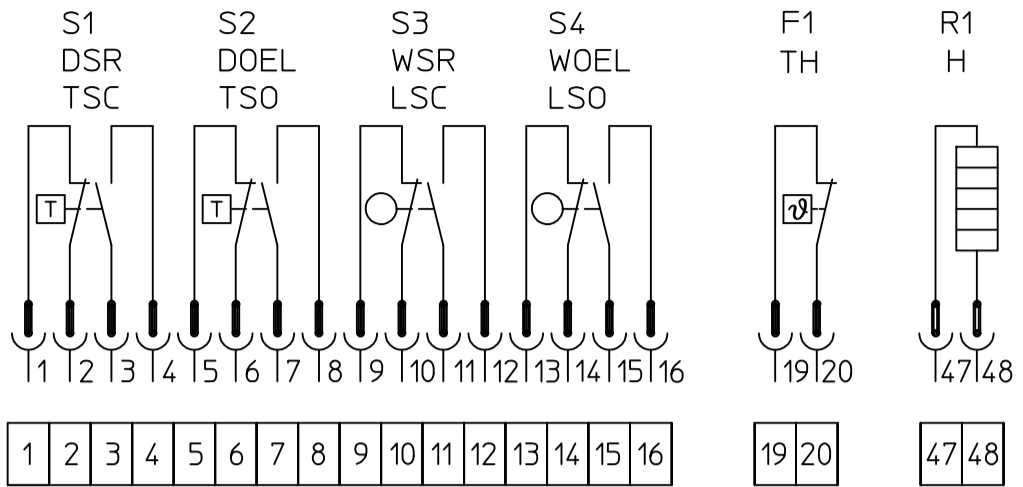 S1 S2 S3 S4 F1 R1
DSR DOEL WSR WOEL TH H
TSC TSO LSC LSO
T T ϑ
1 2 3 4 5 6 7 8 9 10 11 12 13 14 15 16 19 20 47 48
1 2 3 4 5 6 7 8 9 10 11 12 13 14 15 16 19 20 47 48